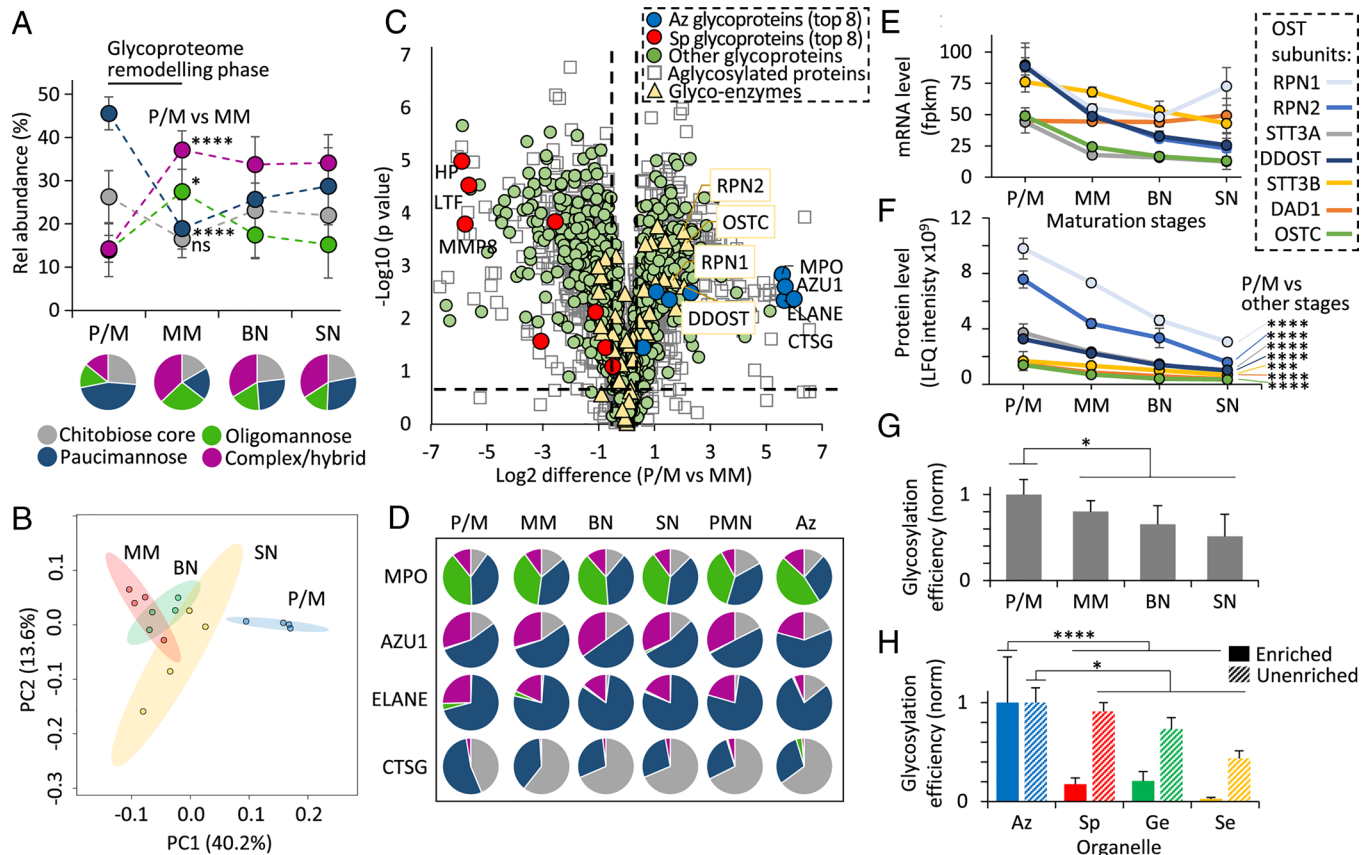 A
Glycoproteome
remodelling phase
P/M vs MM
****
*
****
ns
Rel abundance (%)
50
40
30
20
10
0
P/M MM BN SN
Chitobiose core
Oligomannose
Paucimannose
Complex/hybrid
B
MM
BN
SN
P/M
PC2 (13.6%)
0.1
0.0
-0.1
-0.2
-0.3
-0.1 0.0 0.1 0.2
PC1 (40.2%)
C
Az glycoproteins (top 8)
Sp glycoproteins (top 8)
Other glycoproteins
Aglycosylated proteins
Glyco-enzymes
-Log10 (p value)
7
6
5
4
3
2
1
0
HP
LTF
MMP8
RPN2
OSTC
RPN1
DDOST
MPO
AZU1
ELANE
CTSG
-7 -5 -3 -1 1 3 5 7
Log2 difference (P/M vs MM)
D
P/M MM BN SN PMN Az
MPO
AZU1
ELANE
CTSG
E
mRNA level
(fpkm)
100
75
50
25
0
P/M MM BN SN
Maturation stages
OST
subunits:
RPN1
RPN2
STT3A
DDOST
STT3B
DAD1
OSTC
F
Protein level
(LFQ intenisty x10⁹)
12
8
4
0
P/M MM BN SN
P/M vs
other stages
****
****
****
****
***
****
****
G
Glycosylation
efficiency (norm)
1
0
*
P/M MM BN SN
H
Glycosylation
efficiency (norm)
1
0
****
*
Enriched
Unenriched
Az Sp Ge Se
Organelle